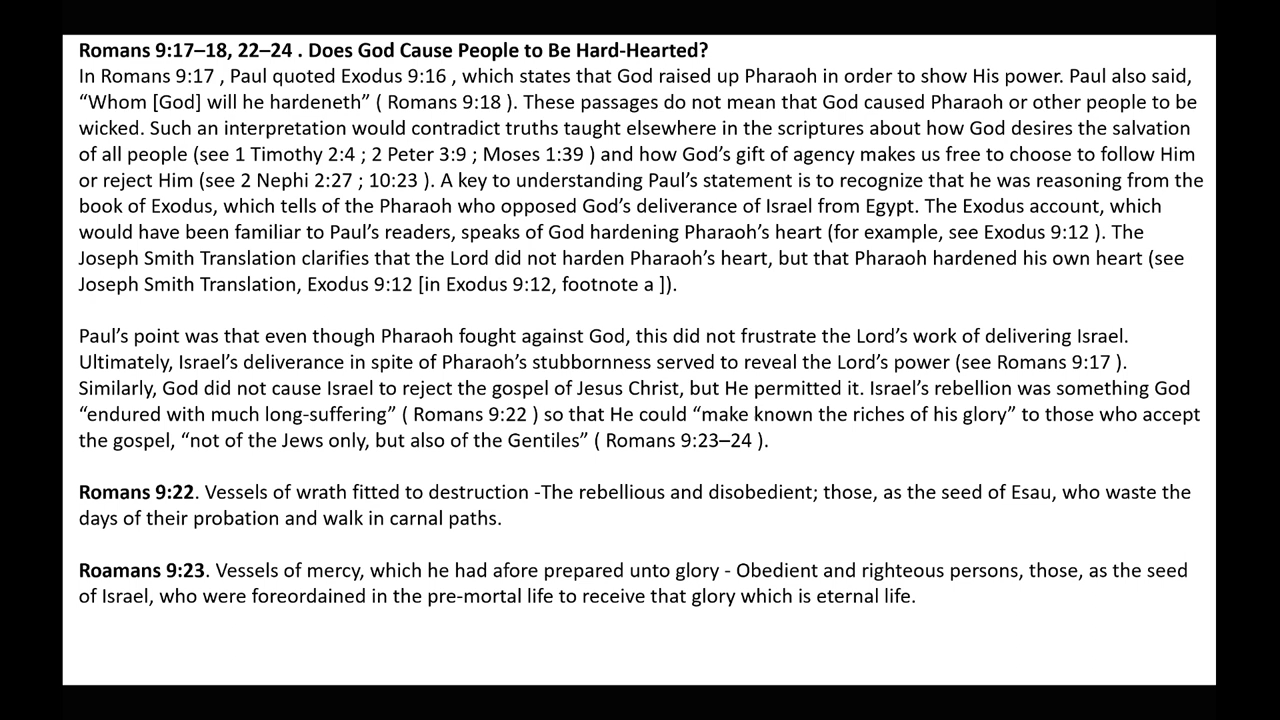 Romans 9:17–18, 22–24 . Does God Cause People to Be Hard-Hearted?
In Romans 9:17 , Paul quoted Exodus 9:16 , which states that God raised up Pharaoh in order to show His power. Paul also said,
“Whom [God] will he hardeneth” ( Romans 9:18 ). These passages do not mean that God caused Pharaoh or other people to be
wicked. Such an interpretation would contradict truths taught elsewhere in the scriptures about how God desires the salvation
of all people (see 1 Timothy 2:4 ; 2 Peter 3:9 ; Moses 1:39 ) and how God’s gift of agency makes us free to choose to follow Him
or reject Him (see 2 Nephi 2:27 ; 10:23 ). A key to understanding Paul’s statement is to recognize that he was reasoning from the
book of Exodus, which tells of the Pharaoh who opposed God’s deliverance of Israel from Egypt. The Exodus account, which
would have been familiar to Paul’s readers, speaks of God hardening Pharaoh’s heart (for example, see Exodus 9:12 ). The
Joseph Smith Translation clarifies that the Lord did not harden Pharaoh’s heart, but that Pharaoh hardened his own heart (see
Joseph Smith Translation, Exodus 9:12 [in Exodus 9:12, footnote a ]).
Paul’s point was that even though Pharaoh fought against God, this did not frustrate the Lord’s work of delivering Israel.
Ultimately, Israel’s deliverance in spite of Pharaoh’s stubbornness served to reveal the Lord’s power (see Romans 9:17 ).
Similarly, God did not cause Israel to reject the gospel of Jesus Christ, but He permitted it. Israel’s rebellion was something God
“endured with much long-suffering” ( Romans 9:22 ) so that He could “make known the riches of his glory” to those who accept
the gospel, “not of the Jews only, but also of the Gentiles” ( Romans 9:23–24 ).
Romans 9:22. Vessels of wrath fitted to destruction -The rebellious and disobedient; those, as the seed of Esau, who waste the
days of their probation and walk in carnal paths.
Roamans 9:23. Vessels of mercy, which he had afore prepared unto glory - Obedient and righteous persons, those, as the seed
of Israel, who were foreordained in the pre-mortal life to receive that glory which is eternal life.